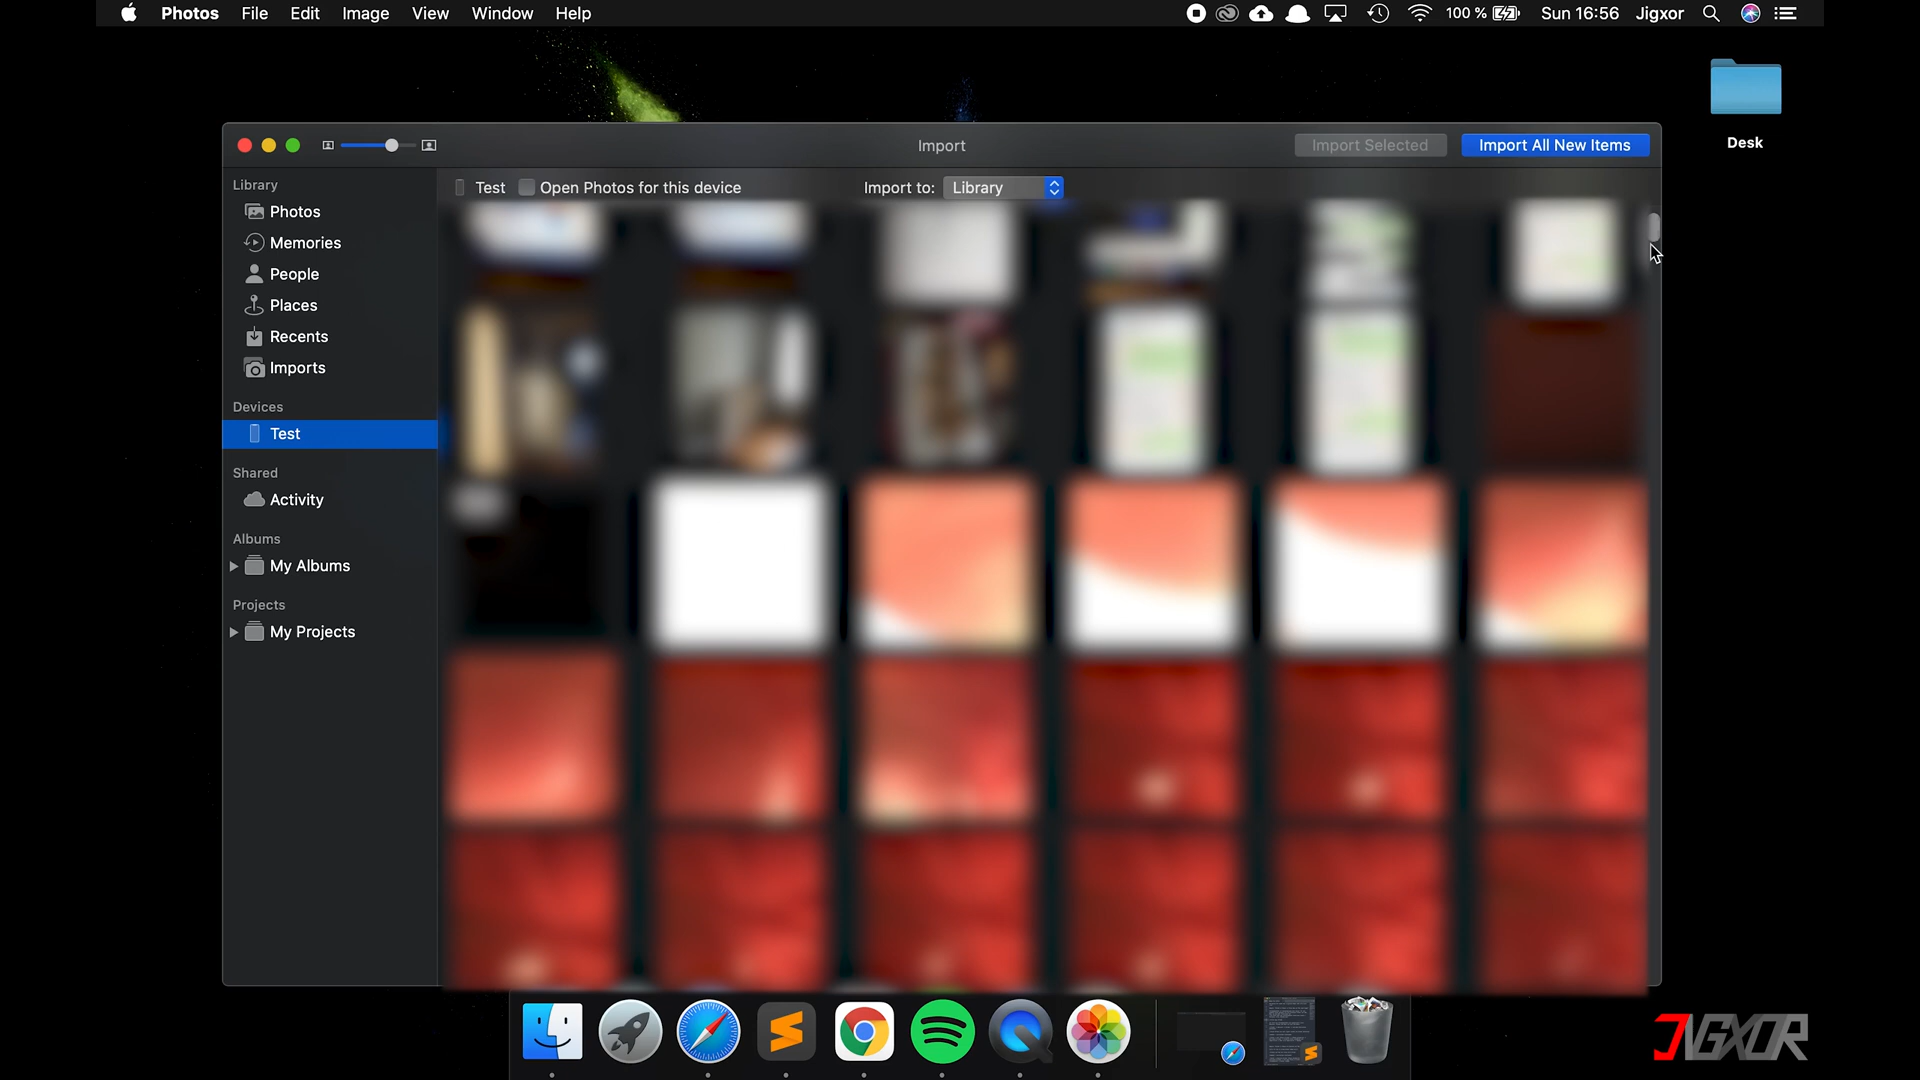 Photos File Edit Image View Window Help 100 % Sun 16:56 Jigxor
Desk
Import Import Selected Import All New Items
Test Open Photos for this device Import to: Library
Library
Photos
Memories
People
Places
Recents
Imports
Devices
Test
Shared
Activity
Albums
My Albums
Projects
My Projects
JIGXOR